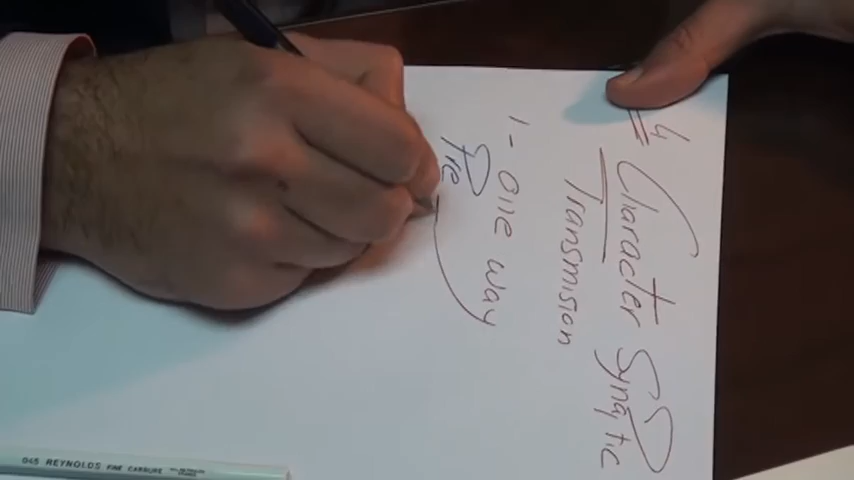 4
Character Synaptic
Transmission
1- one way
Pre
045 REYNOLDS FINE CARBURE